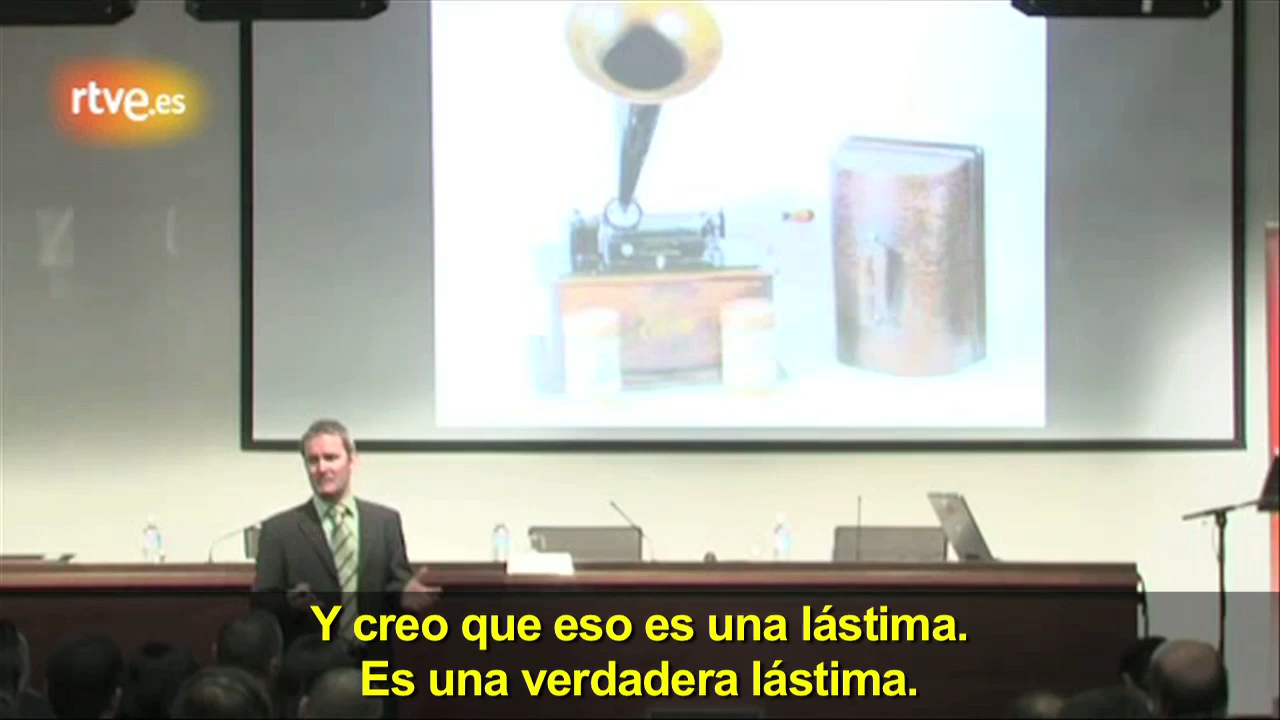 rtve.es
Y creo que eso es una lástima.
Es una verdadera lástima.